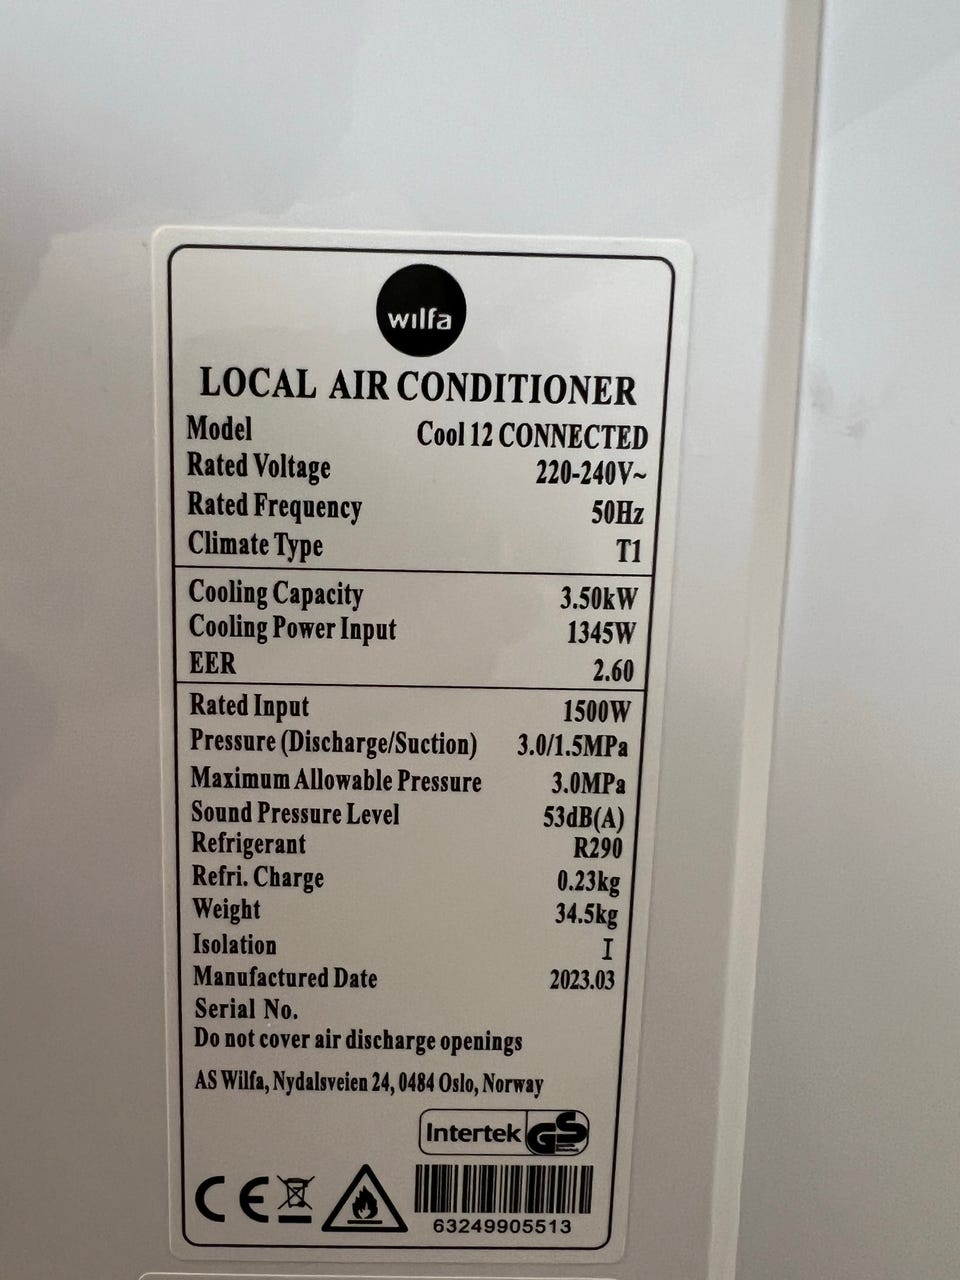 wilfa
LOCAL AIR CONDITIONER
Model Cool 12 CONNECTED
Rated Voltage 220-240V~
Rated Frequency 50Hz
Climate Type T1
Cooling Capacity 3.50kW
Cooling Power Input 1345W
EER 2.60
Rated Input 1500W
Pressure (Discharge/Suction) 3.0/1.5MPa
Maximum Allowable Pressure 3.0MPa
Sound Pressure Level 53dB(A)
Refrigerant R290
Refri. Charge 0.23kg
Weight 34.5kg
Isolation I
Manufactured Date 2023.03
Serial No.
Do not cover air discharge openings
AS Wilfa, Nydalsveien 24, 0484 Oslo, Norway
Intertek GS
CE
63249905513